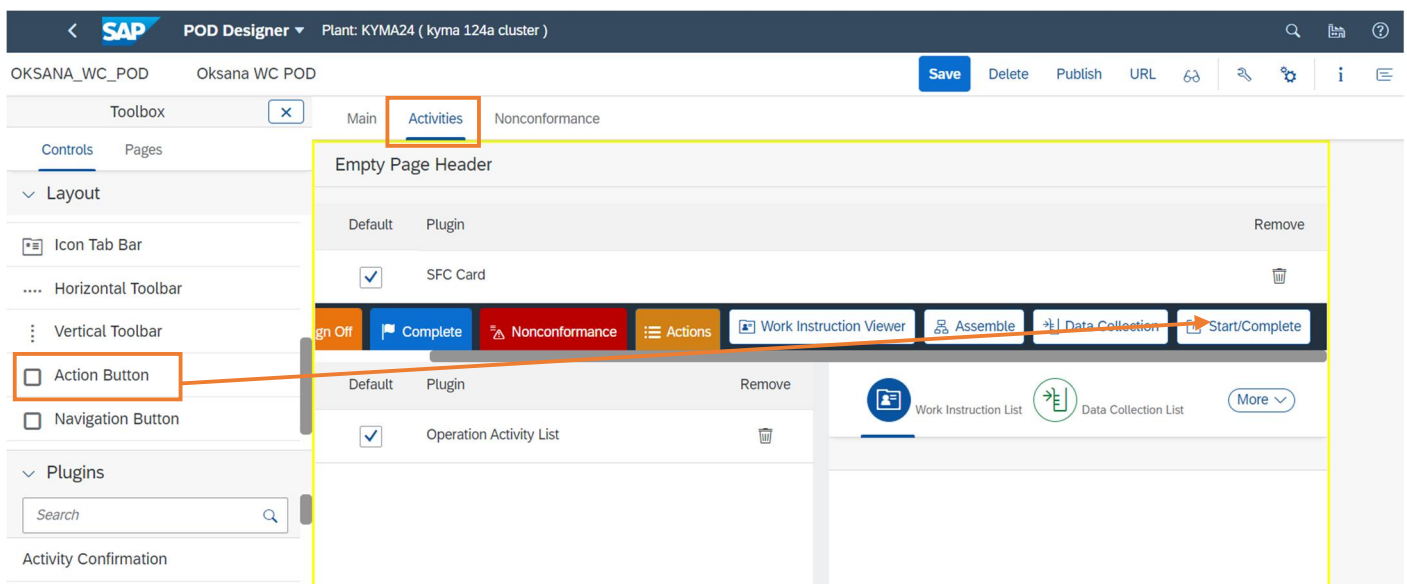 SAP POD Designer Plant: KYMA24 ( kyma 124a cluster )
OKSANA_WC_POD Oksana WC POD Save Delete Publish URL
Toolbox
Controls Pages
Layout
Icon Tab Bar
Horizontal Toolbar
Vertical Toolbar
Action Button
Navigation Button
Plugins
Search
Activity Confirmation
Main Activities Nonconformance
Empty Page Header
Default Plugin Remove
SFC Card
gn Off Complete Nonconformance Actions Work Instruction Viewer Assemble Data Collection Start/Complete
Default Plugin Remove
Operation Activity List
Work Instruction List Data Collection List More